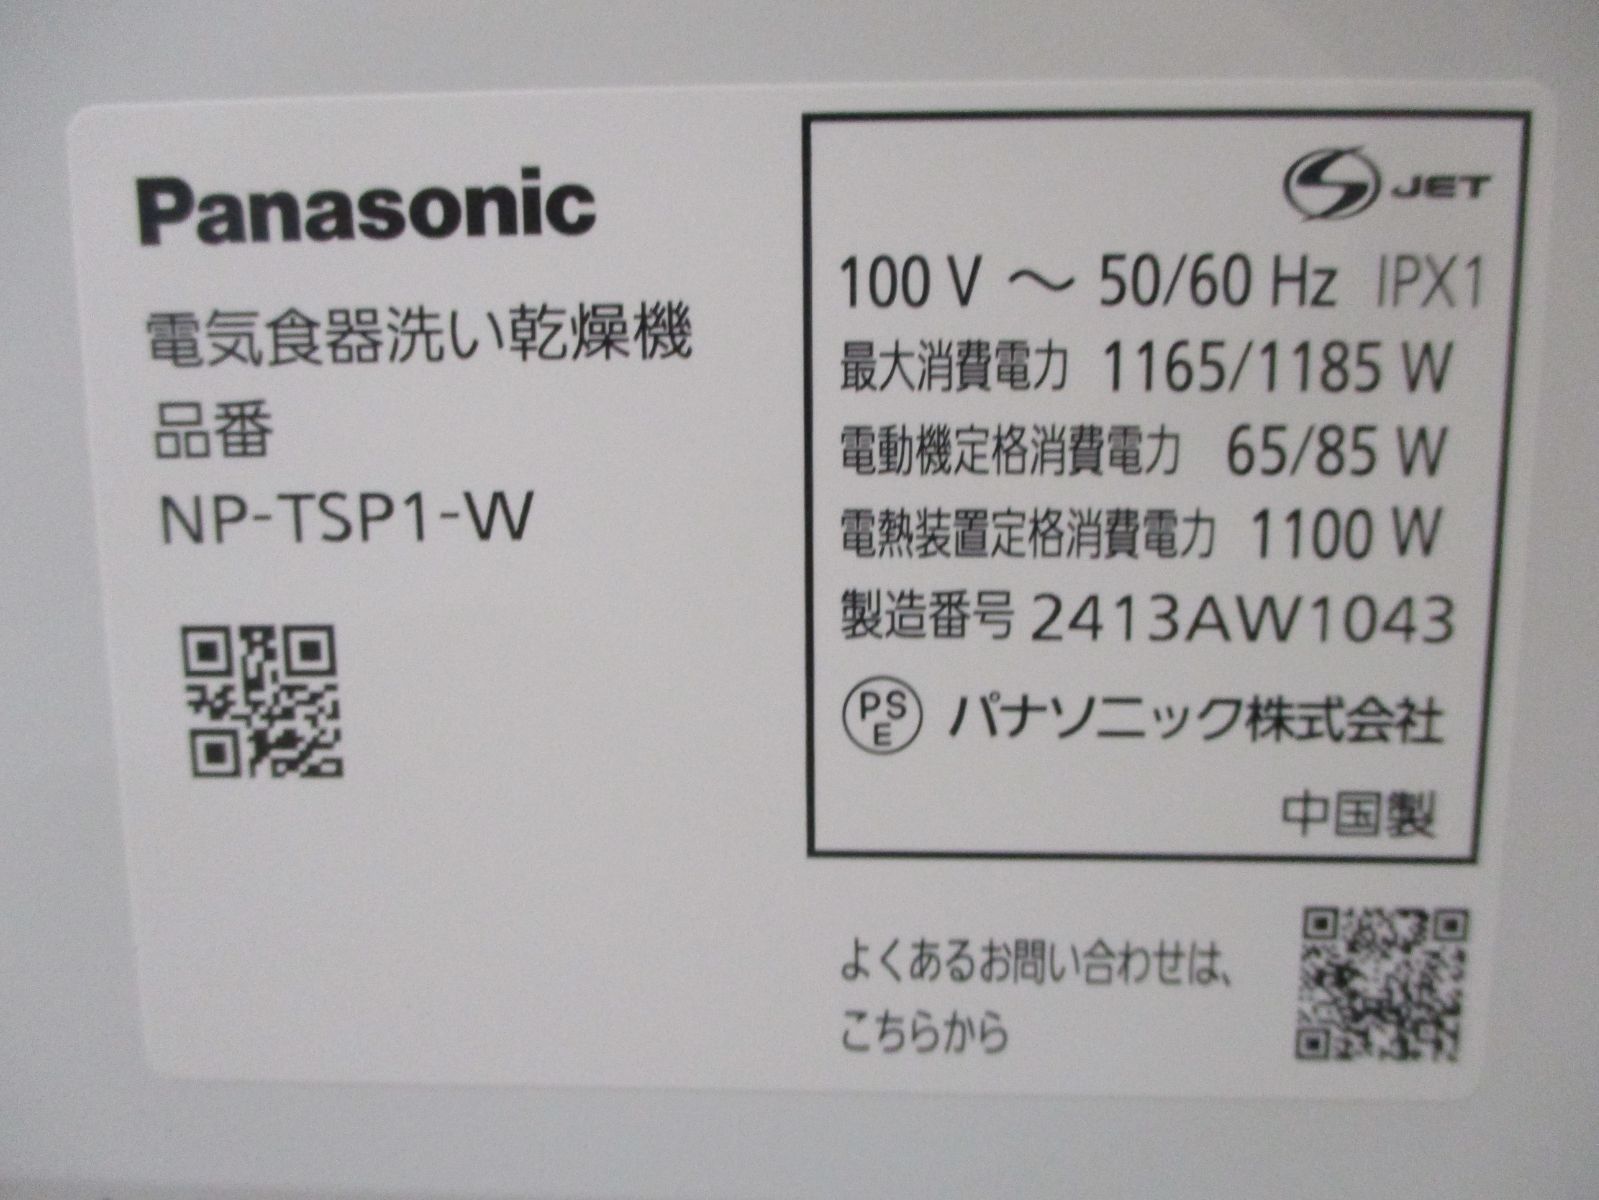 Panasonic
電気食器洗い乾燥機
品番
NP-TSP1-W
JET
100 V ～ 50/60 Hz IPX1
最大消費電力 1165/1185 W
電動機定格消費電力 65/85 W
電熱装置定格消費電力 1100 W
製造番号 2413AW1043
PSE パナソニック株式会社
中国製
よくあるお問い合わせは、
こちらから